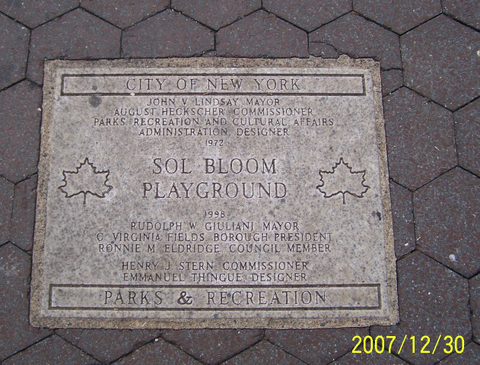 CITY OF NEW YORK
JOHN V. LINDSAY MAYOR
AUGUST HECKSCHER COMMISSIONER
PARKS RECREATION AND CULTURAL AFFAIRS
ADMINISTRATION, DESIGNER
1972
SOL BLOOM
PLAYGROUND
1998
RUDOLPH W GIULIANI MAYOR
C VIRGINIA FIELDS BOROUGH PRESIDENT
RONNIE M ELDRIDGE COUNCIL MEMBER
HENRY J STERN COMMISSIONER
EMMANUEL THINGUE DESIGNER
PARKS & RECREATION
2007/12/30